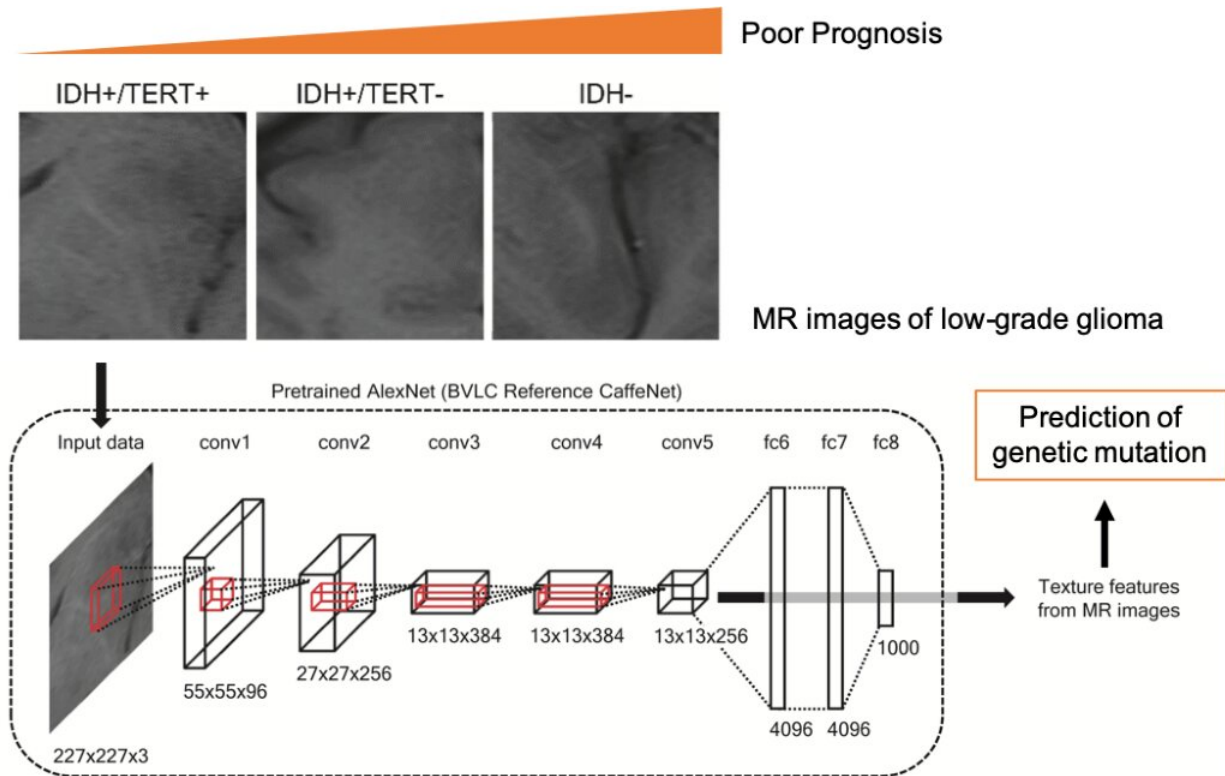 Poor Prognosis
IDH+/TERT+
IDH+/TERT-
IDH-
MR images of low-grade glioma
Pretrained AlexNet (BVLC Reference CaffeNet)
Input data
conv1
conv2
conv3
conv4
conv5
fc6
fc7
fc8
227x227x3
55x55x96
27x27x256
13x13x384
13x13x384
13x13x256
4096
4096
1000
Texture features
from MR images
Prediction of
genetic mutation